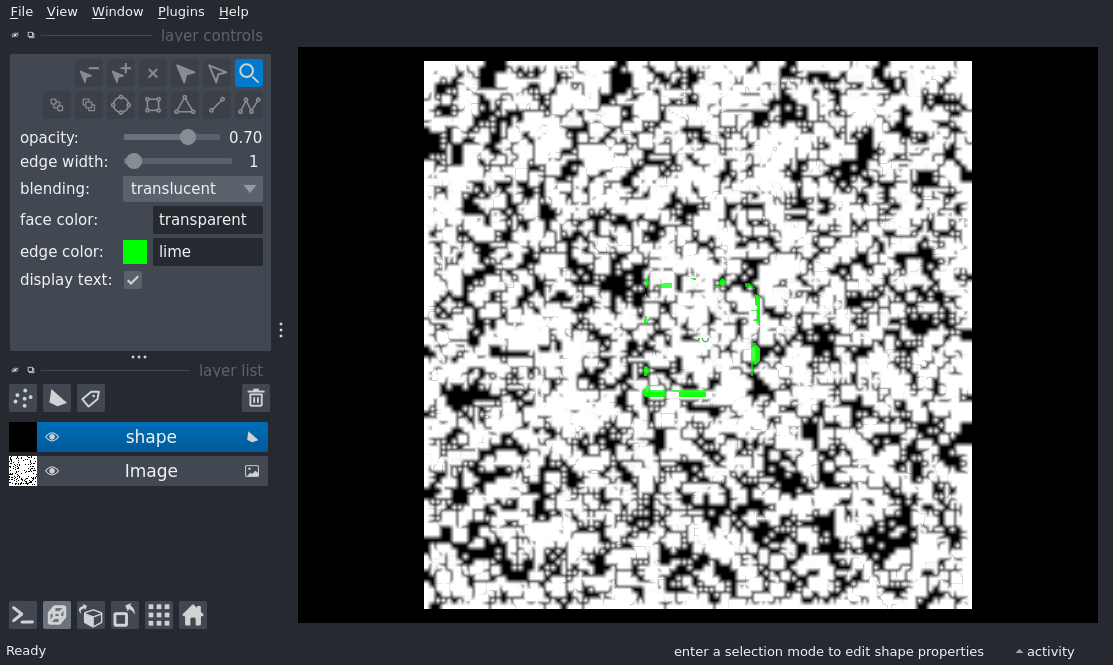 File View Window Plugins Help
layer controls
opacity: 0.70
edge width: 1
blending: translucent
face color: transparent
edge color: lime
display text:
layer list
shape
Image
Ready
enter a selection mode to edit shape properties
activity